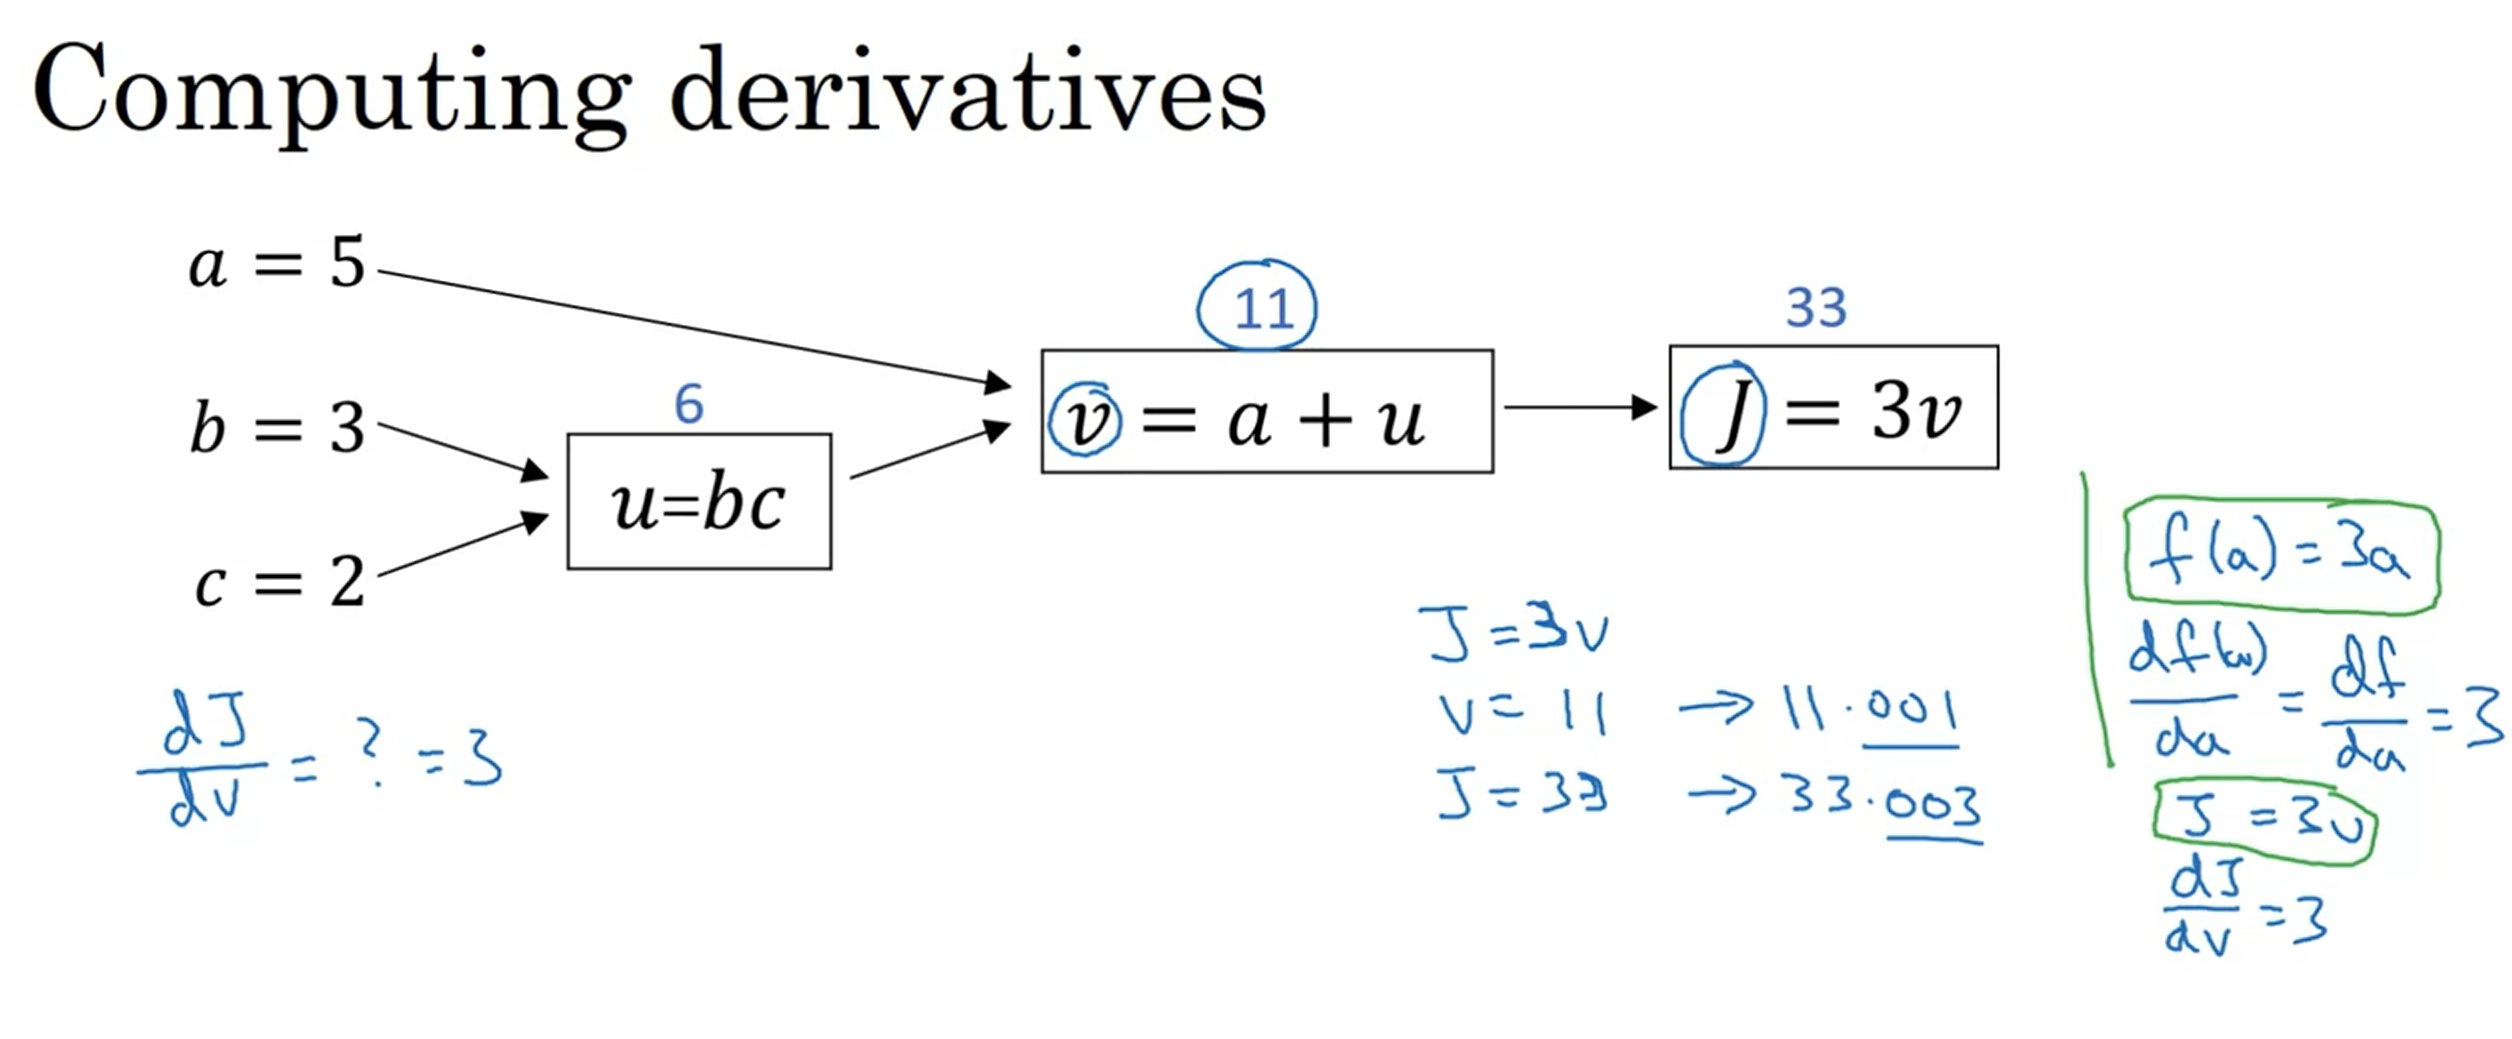 Computing derivatives
a = 5
b = 3
c = 2
6
u=bc
11
v = a + u
33
J = 3v
dJ/dv = ? = 3
J = 3v
v = 11 → 11.001
J = 33 → 33.003
f(a) = 3a
df(a)/da = df/da = 3
J = 3v
dJ/dv = 3